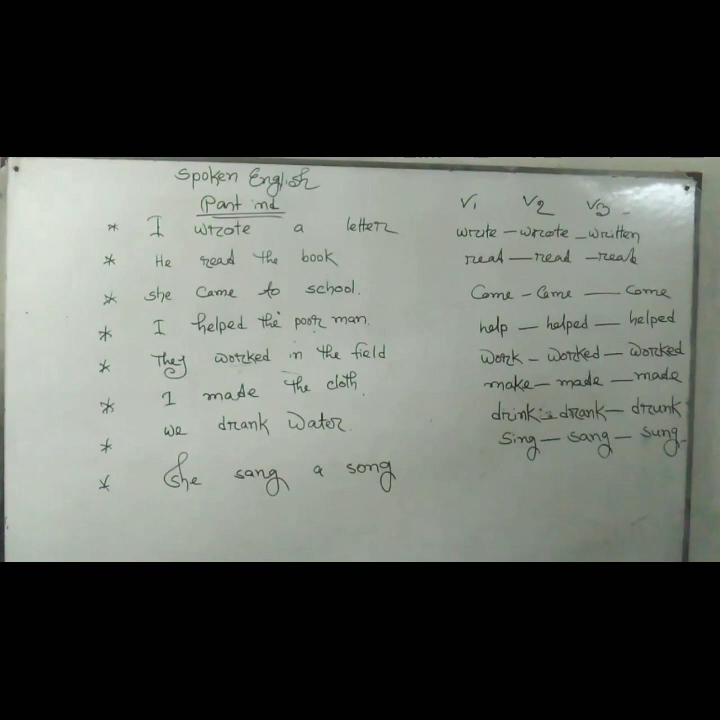 Spoken English
Past ind
V1 V2 V3
* I wrote a letter
write – wrote – written
* He read the book
read — read – read
* she came to school.
Come – Came — Come
* I helped the poor man.
help — helped — helped
* They worked in the field
Work – worked – worked
* I made the cloth.
make – made — made
* we drank Water.
drink – drank – drunk
* She sang a song
Sing — sang – sung